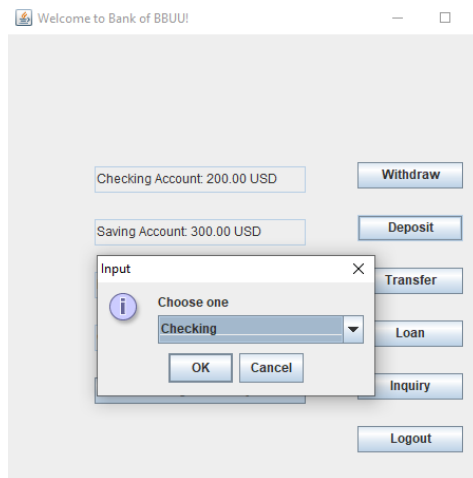 Welcome to Bank of BBUU!
Checking Account: 200.00 USD
Withdraw
Saving Account: 300.00 USD
Deposit
Input
Transfer
Choose one
Checking
Loan
OK
Cancel
Inquiry
Logout